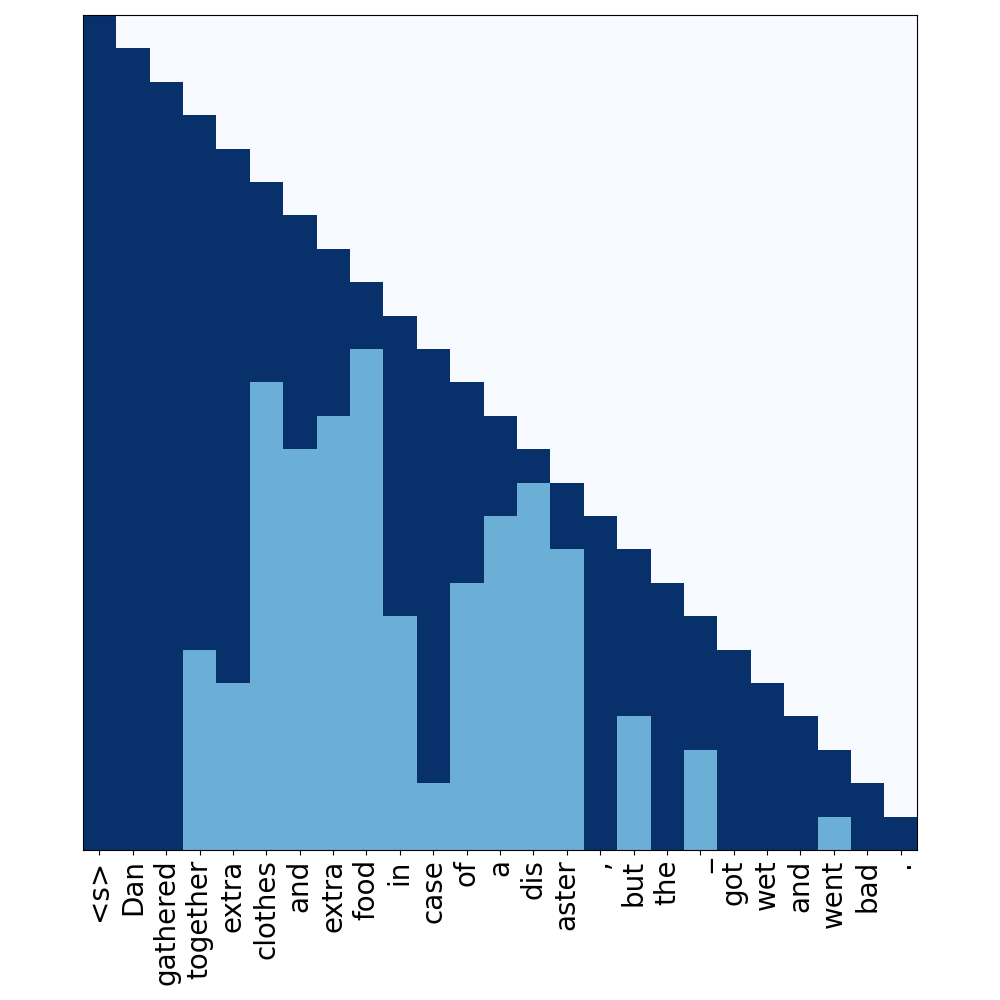 <s>
Dan
gathered
together
extra
clothes
and
extra
food
in
case
of
a
dis
aster
,
but
the
_
got
wet
and
went
bad
.